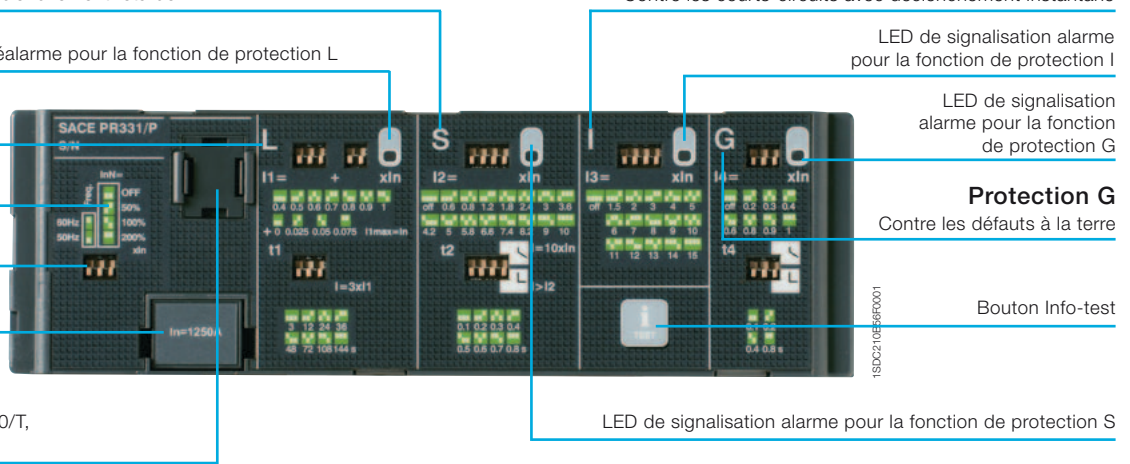 Contre les courts-circuits avec déclenchement instantané
LED de signalisation alarme
pour la fonction de protection I
pour la fonction de protection L
LED de signalisation
alarme pour la fonction
de protection G
Protection G
Contre les défauts à la terre
Bouton Info-test
LED de signalisation alarme pour la fonction de protection S
0/T,
1SDC210B56F0001
SACE PR331/P
S/N
InN=
Freq.
OFF
50%
100%
200%
xIn
60Hz
50Hz
In=1250A
L
I1= + xIn
0.4 0.5 0.6 0.7 0.8 0.9 1
+ 0 0.025 0.05 0.075 I1max=In
t1
I=3xI1
3 12 24 36
48 72 108 144 s
S
I2= xIn
off 0.6 0.8 1.2 1.8 2.4 3 3.6
4.2 5 5.8 6.6 7.4 8.2 9 10
t2
I=10xIn
I>I2
0.1 0.2 0.3 0.4
0.5 0.6 0.7 0.8 s
I
I3= xIn
off 1.5 2 3 4 5
6 7 8 9 10
11 12 13 14 15
i
TEST
G
I4= xIn
off 0.2 0.3 0.4
0.6 0.8 0.9 1
t4
0.1 0.2
0.4 0.8 s